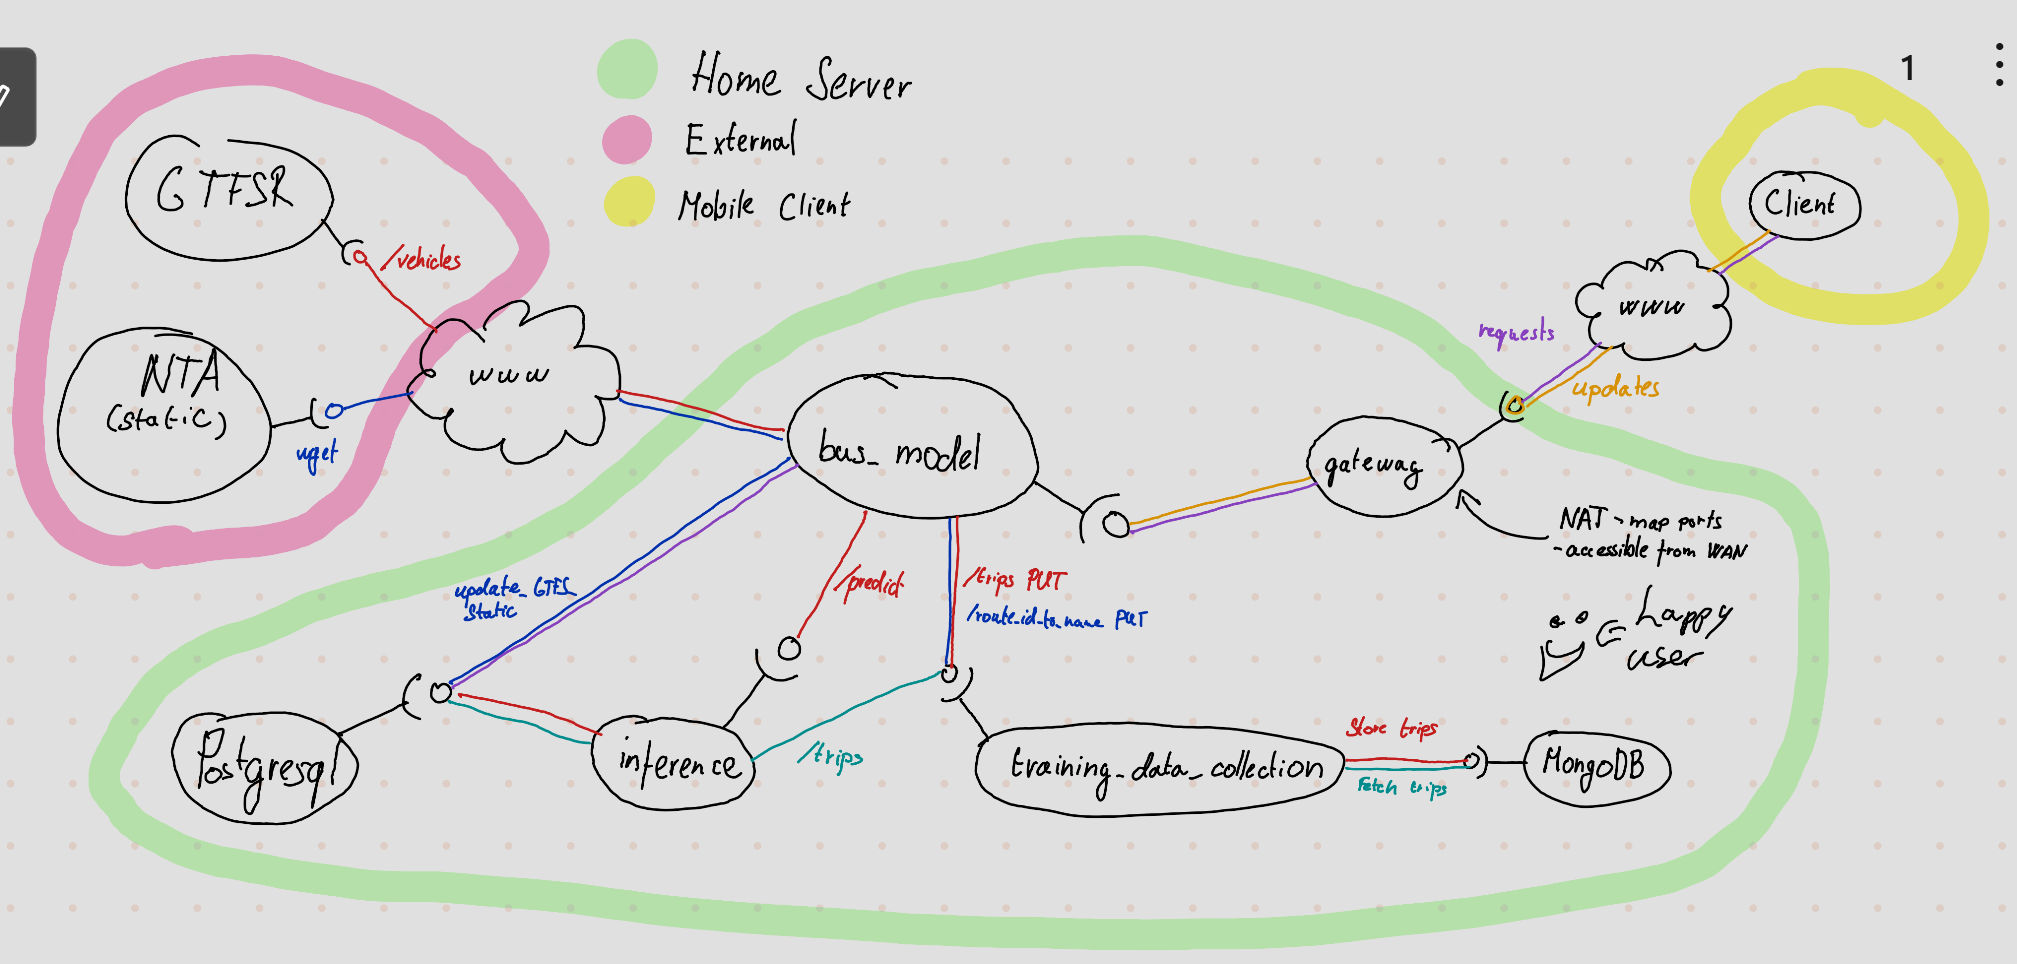 Home Server
External
Mobile Client
1
GTFSR
/vehicles
NTA
(static)
wget
www
bus_model
www
Client
requests
updates
gateway
NAT - map ports
- accessible from WAN
happy
user
update_GTFS_
static
/predict
/trips PUT
/route_id_to_name PUT
Postgresql
inference
/trips
training_data_collection
Store trips
Fetch trips
MongoDB